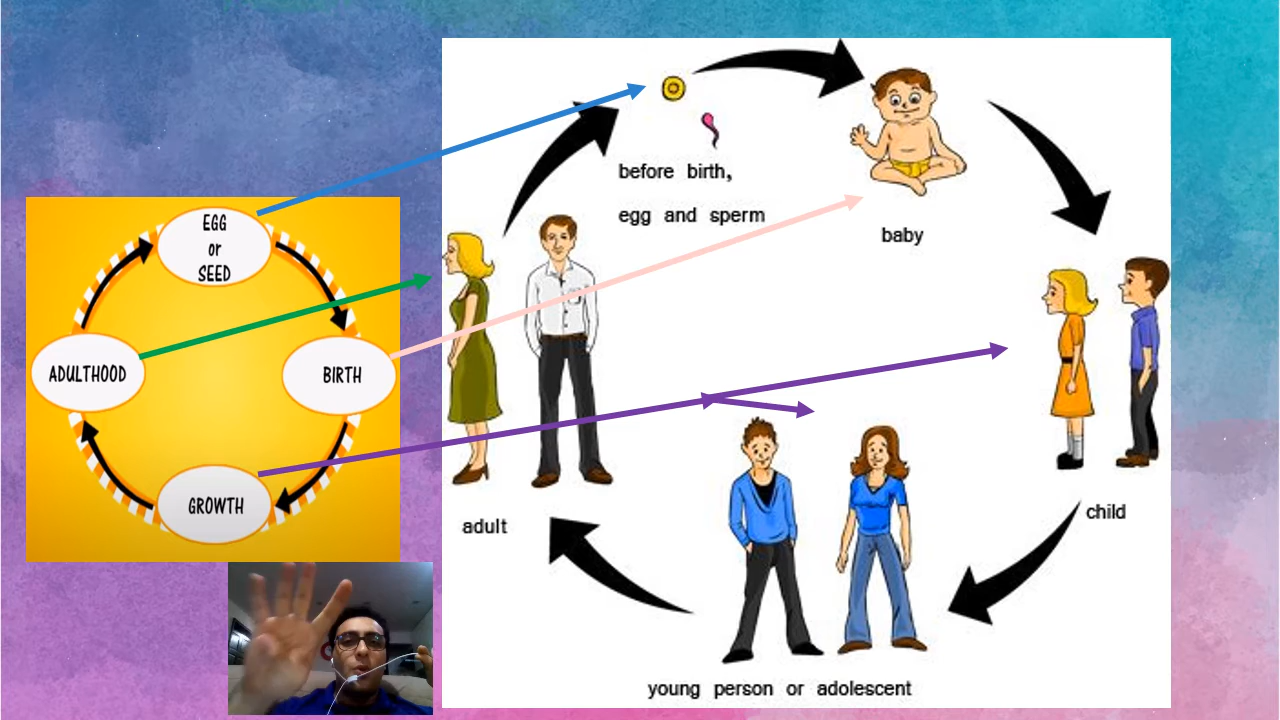 EGG
or
SEED
ADULTHOOD
BIRTH
GROWTH
before birth,
egg and sperm
baby
child
adult
young person or adolescent